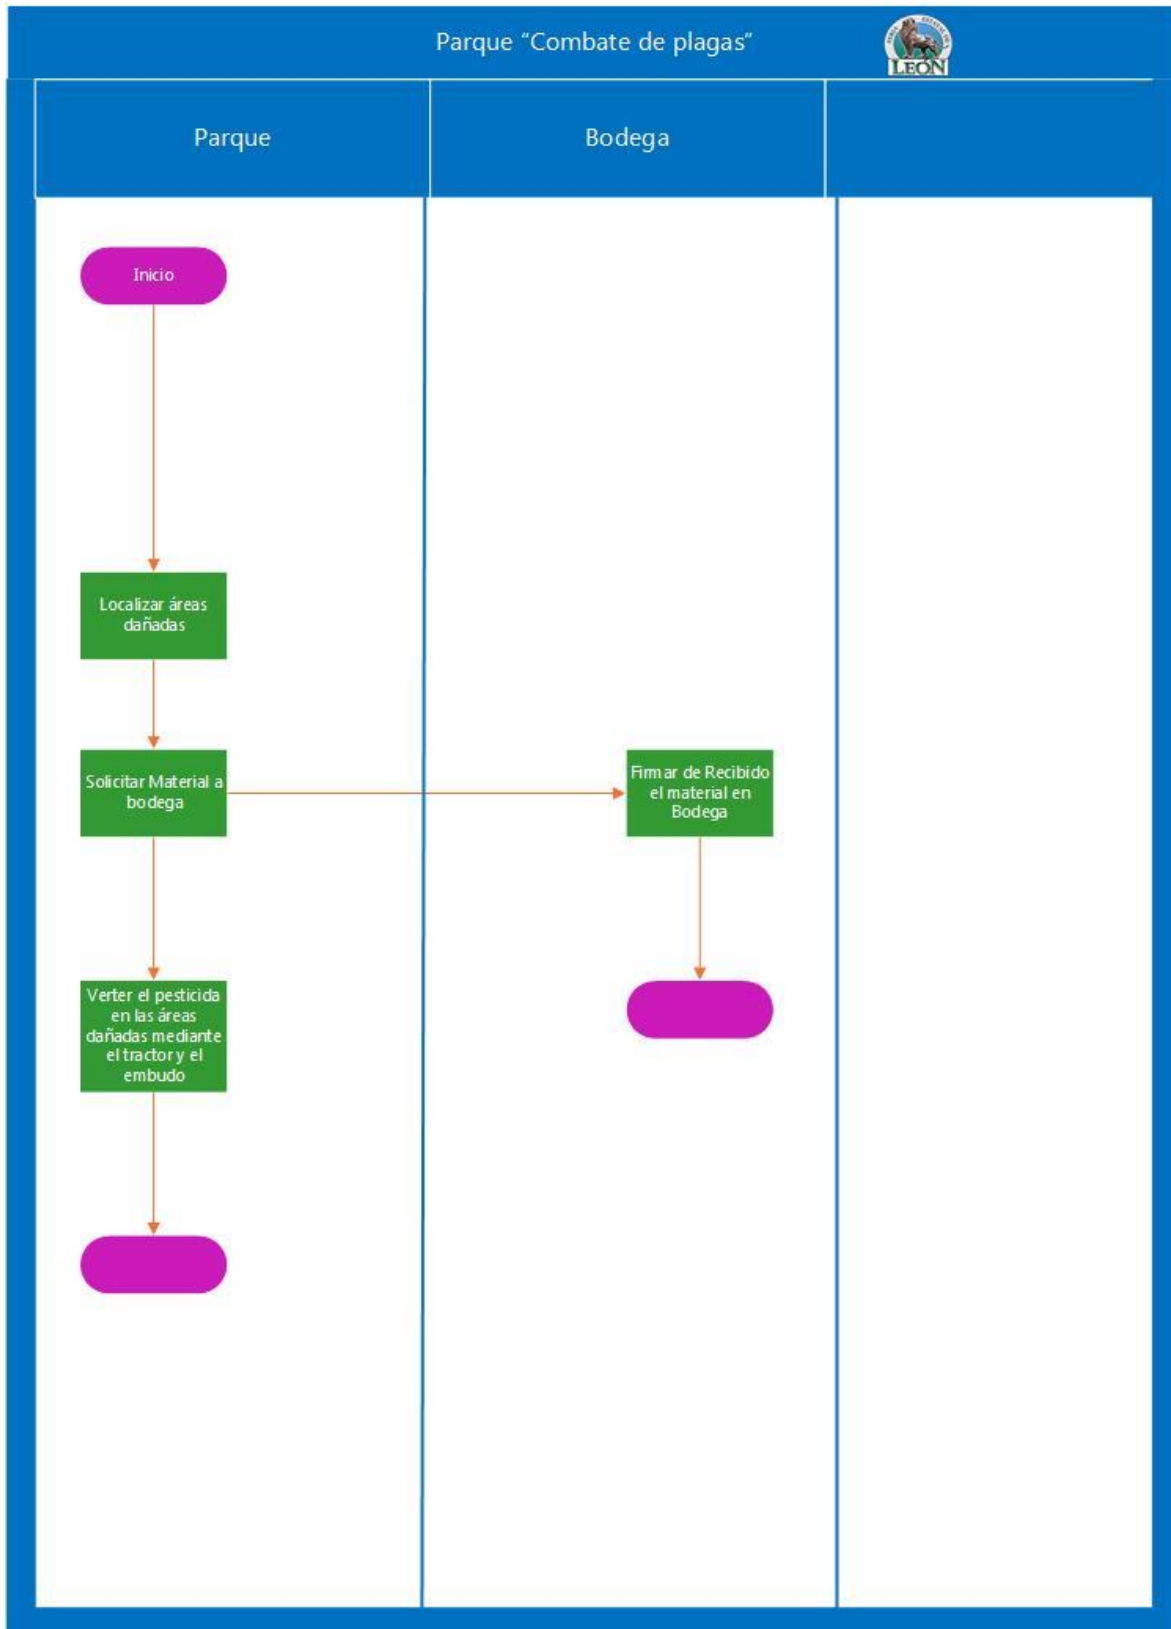 Parque “Combate de plagas”
LEÓN
Parque
Bodega
Inicio
Localizar áreas
dañadas
Solicitar Material a
bodega
Firmar de Recibido
el material en
Bodega
Verter el pesticida
en las áreas
dañadas mediante
el tractor y el
embudo